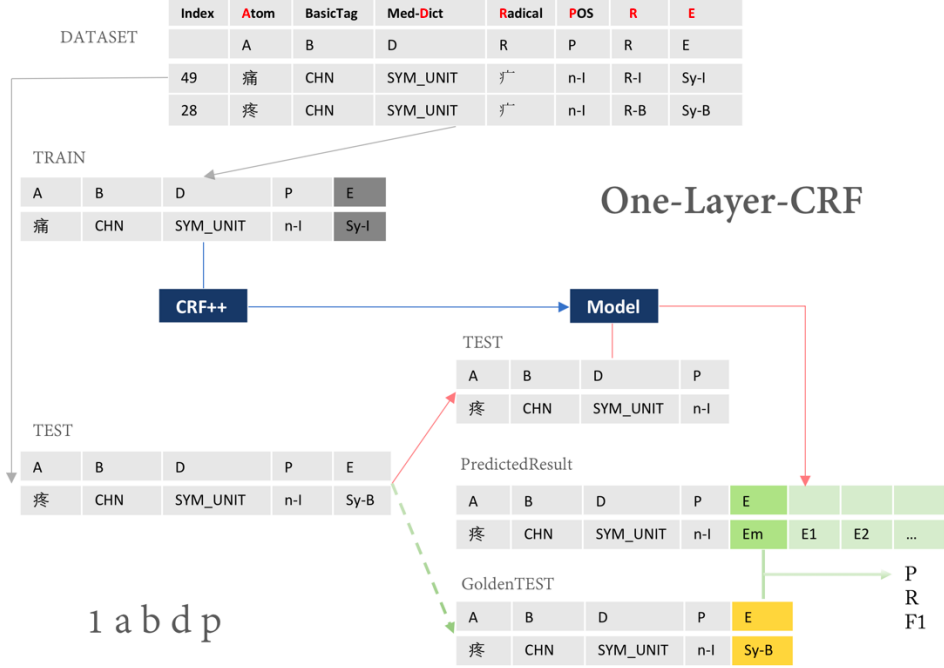 Index Atom BasicTag Med-Dict Radical POS R E
DATASET
A B D R P R E
49 痛 CHN SYM_UNIT 疒 n-I R-I Sy-I
28 疼 CHN SYM_UNIT 疒 n-I R-B Sy-B
TRAIN
A B D P E
痛 CHN SYM_UNIT n-I Sy-I
One-Layer-CRF
CRF++
Model
TEST
A B D P
疼 CHN SYM_UNIT n-I
TEST
A B D P E
疼 CHN SYM_UNIT n-I Sy-B
PredictedResult
A B D P E
疼 CHN SYM_UNIT n-I Em E1 E2 ...
GoldenTEST
A B D P E
疼 CHN SYM_UNIT n-I Sy-B
P
R
F1
1 a b d p